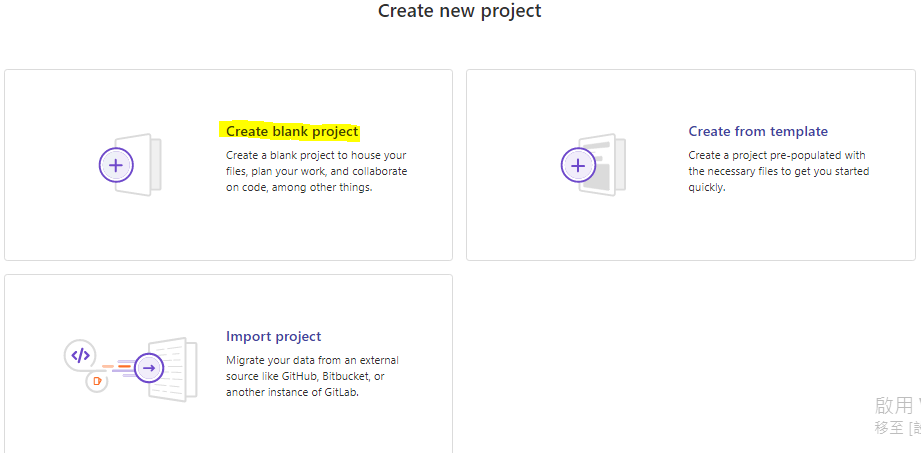 Create new project
Create blank project
Create a blank project to house your
files, plan your work, and collaborate
on code, among other things.
Create from template
Create a project pre-populated with
the necessary files to get you started
quickly.
Import project
Migrate your data from an external
source like GitHub, Bitbucket, or
another instance of GitLab.
啟用
移至 [